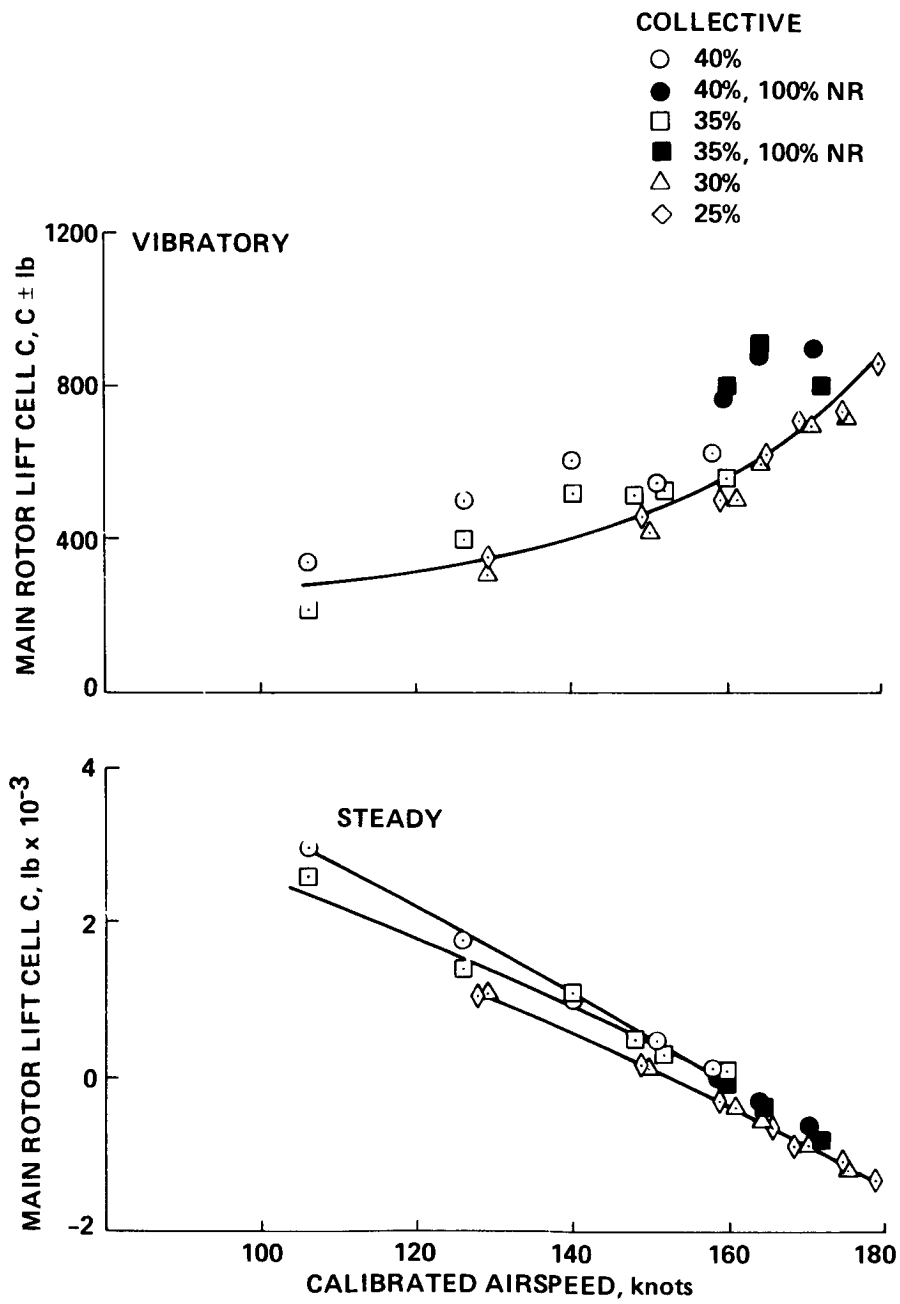 COLLECTIVE
40%
40%, 100% NR
35%
35%, 100% NR
30%
25%
1200
VIBRATORY
800
400
0
MAIN ROTOR LIFT CELL C, C ± lb
4
STEADY
2
0
-2
MAIN ROTOR LIFT CELL C, lb x 10⁻³
100 120 140 160 180
CALIBRATED AIRSPEED, knots